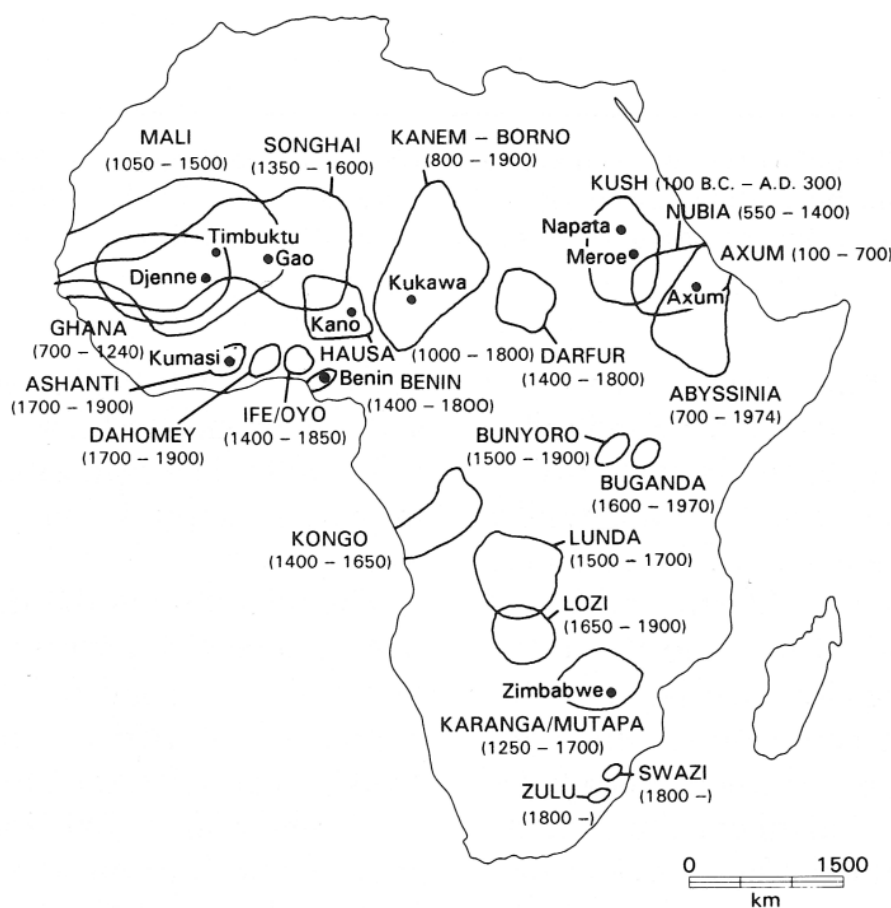 MALI
(1050 – 1500)
SONGHAI
(1350 – 1600)
KANEM – BORNO
(800 – 1900)
KUSH (100 B.C. – A.D. 300)
NUBIA (550 – 1400)
AXUM (100 – 700)
Napata
Meroe
Axum
Timbuktu
Gao
Djenne
Kukawa
Kano
GHANA
(700 – 1240)
Kumasi
HAUSA (1000 – 1800)
DARFUR
(1400 – 1800)
ASHANTI
(1700 – 1900)
Benin
BENIN
(1400 – 1800)
ABYSSINIA
(700 – 1974)
IFE/OYO
(1400 – 1850)
DAHOMEY
(1700 – 1900)
BUNYORO
(1500 – 1900)
BUGANDA
(1600 – 1970)
KONGO
(1400 – 1650)
LUNDA
(1500 – 1700)
LOZI
(1650 – 1900)
Zimbabwe
KARANGA/MUTAPA
(1250 – 1700)
SWAZI
(1800 –)
ZULU
(1800 –)
0 1500
km